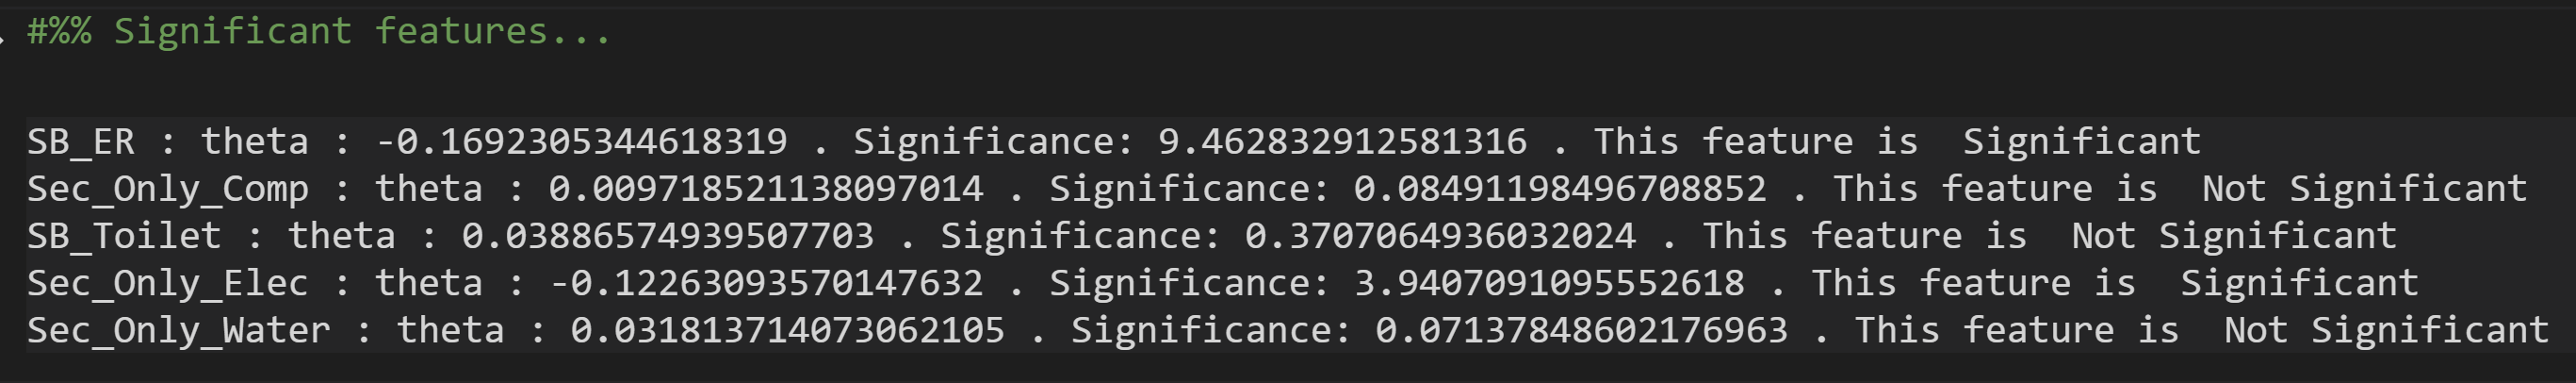 #%% Significant features...
SB_ER : theta : -0.1692305344618319 . Significance: 9.462832912581316 . This feature is  Significant
Sec_Only_Comp : theta : 0.009718521138097014 . Significance: 0.08491198496708852 . This feature is  Not Significant
SB_Toilet : theta : 0.03886574939507703 . Significance: 0.3707064936032024 . This feature is  Not Significant
Sec_Only_Elec : theta : -0.12263093570147632 . Significance: 3.9407091095552618 . This feature is  Significant
Sec_Only_Water : theta : 0.031813714073062105 . Significance: 0.07137848602176963 . This feature is  Not Significant